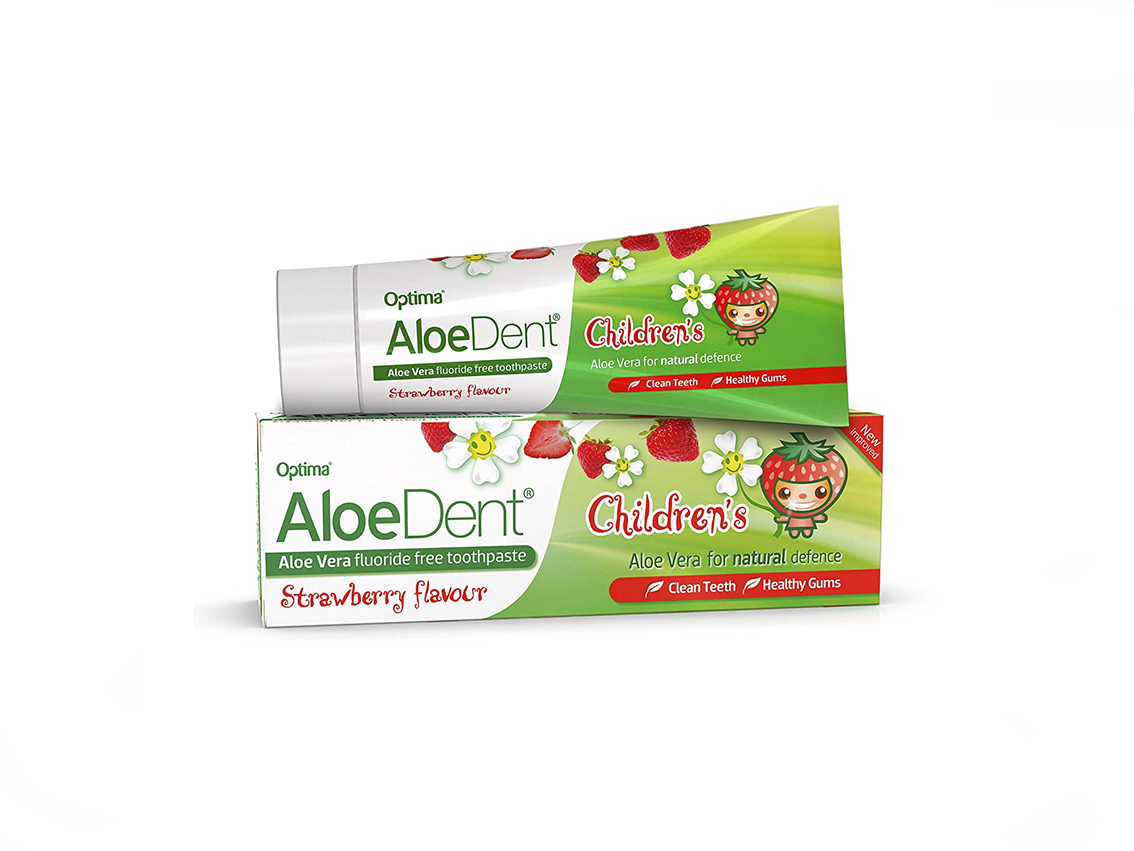 Optima®
AloeDent®
Aloe Vera fluoride free toothpaste
Strawberry flavour
Children's
Aloe Vera for natural defence
Clean Teeth Healthy Gums
New
improved
Optima®
AloeDent®
Aloe Vera fluoride free toothpaste
Strawberry flavour
Children's
Aloe Vera for natural defence
Clean Teeth Healthy Gums